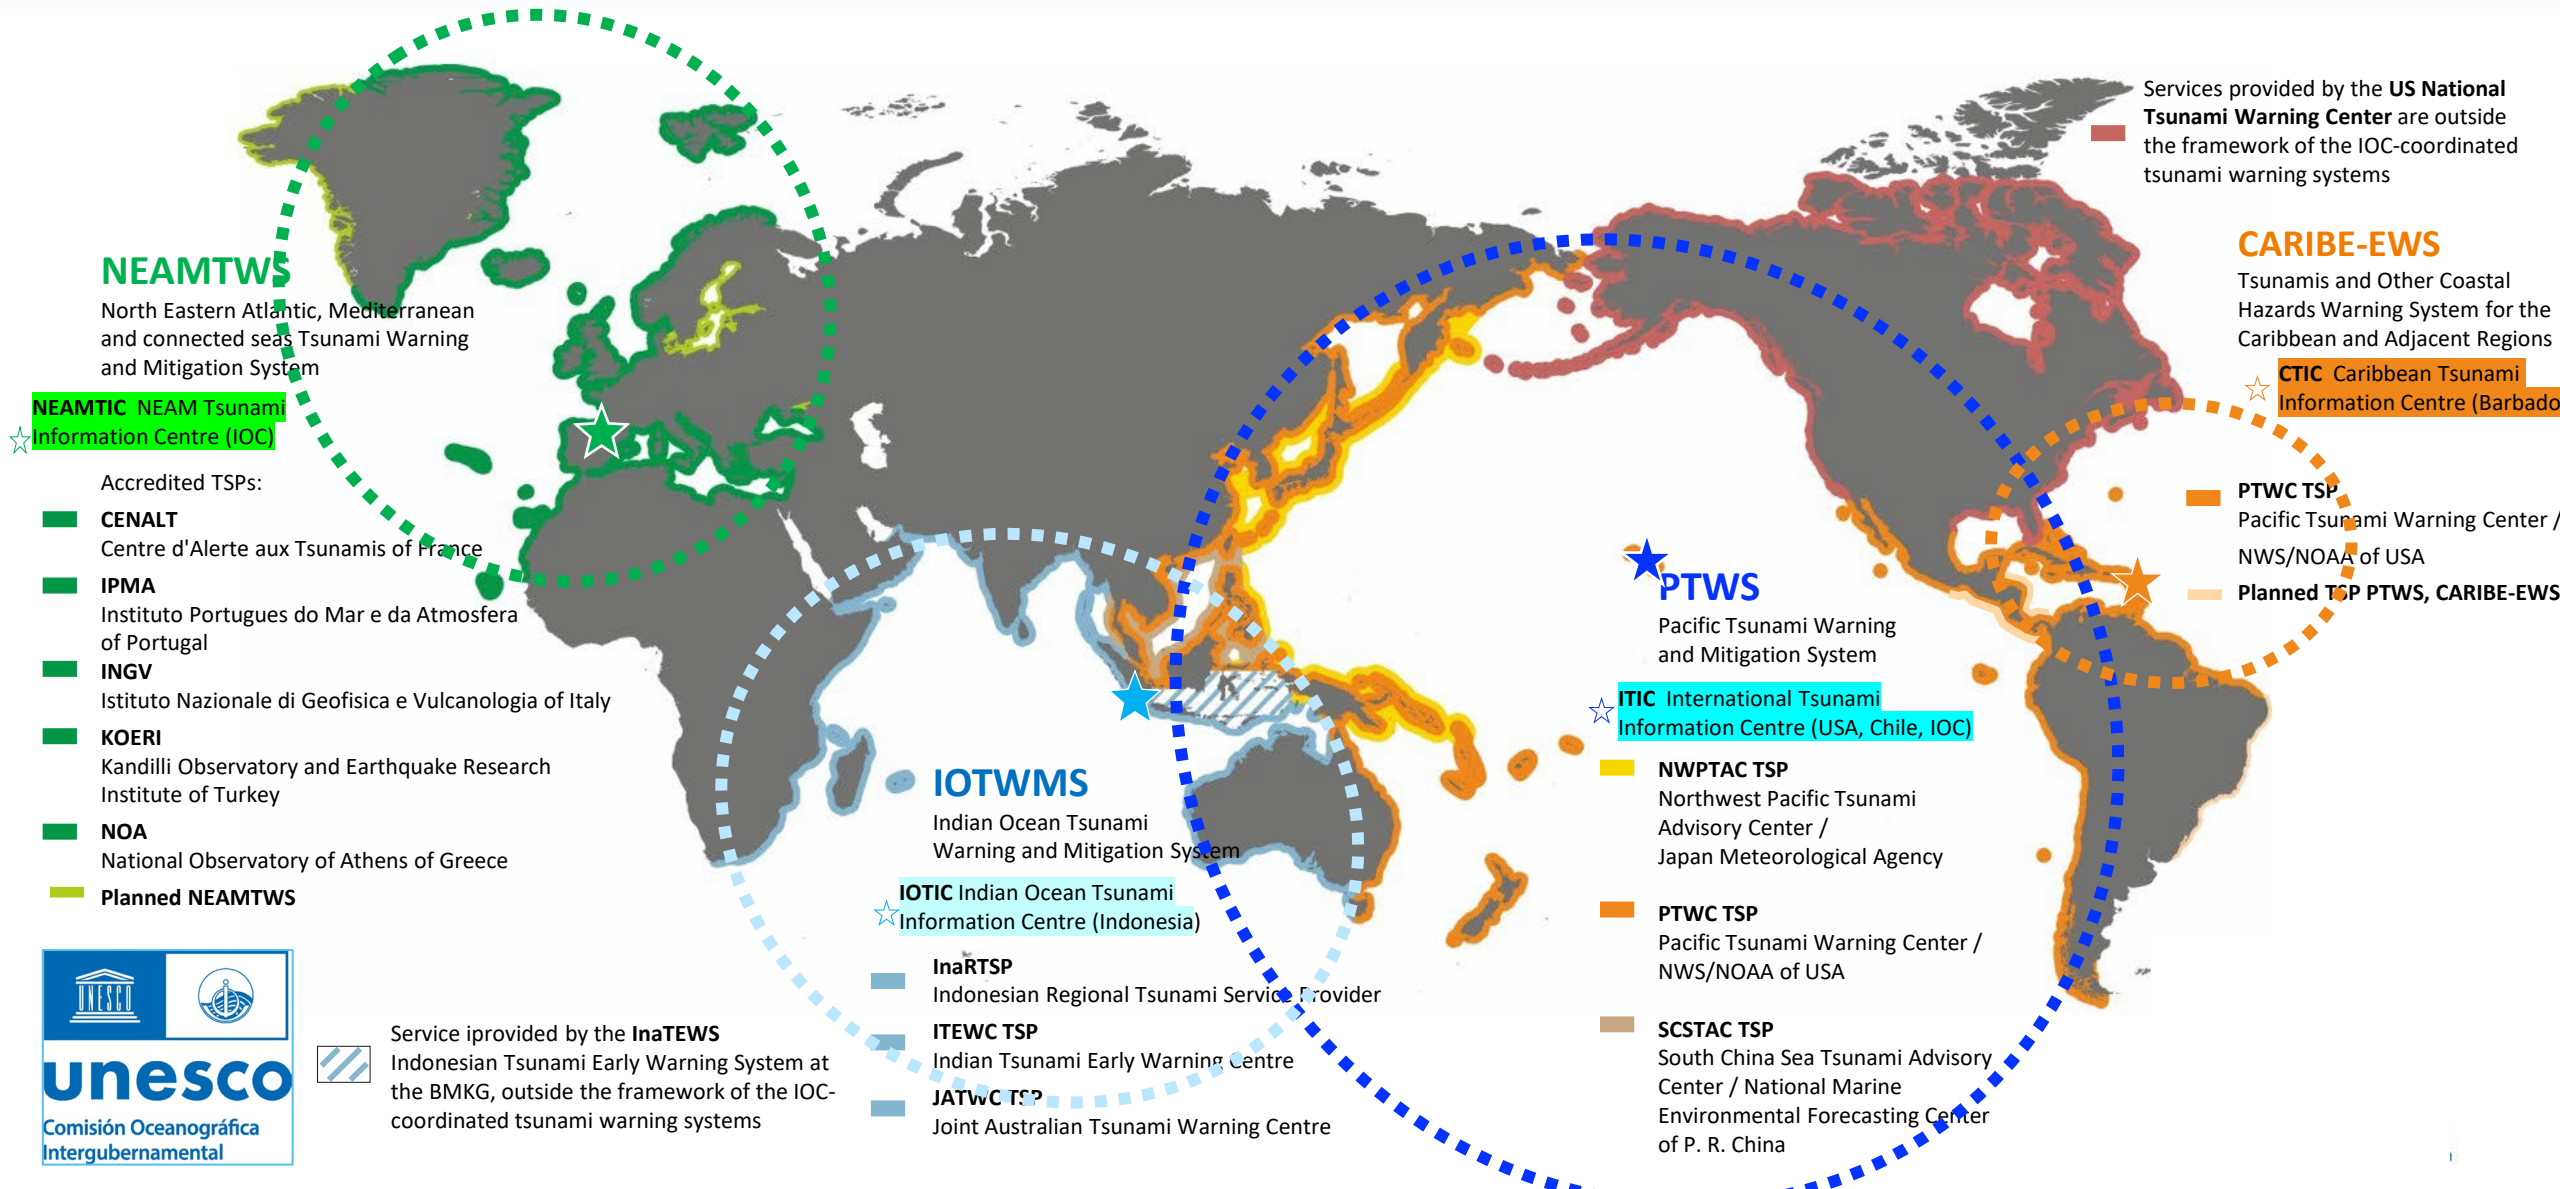 NEAMTWS
North Eastern Atlantic, Mediterranean
and connected seas Tsunami Warning
and Mitigation System
NEAMTIC NEAM Tsunami
Information Centre (IOC)
Accredited TSPs:
CENALT
Centre d'Alerte aux Tsunamis of France
IPMA
Instituto Portugues do Mar e da Atmosfera
of Portugal
INGV
Istituto Nazionale di Geofisica e Vulcanologia of Italy
KOERI
Kandilli Observatory and Earthquake Research
Institute of Turkey
NOA
National Observatory of Athens of Greece
Planned NEAMTWS
UNESCO
unesco
Comisión Oceanográfica
Intergubernamental
Service iprovided by the InaTEWS
Indonesian Tsunami Early Warning System at
the BMKG, outside the framework of the IOC-
coordinated tsunami warning systems
IOTWMS
Indian Ocean Tsunami
Warning and Mitigation System
IOTIC Indian Ocean Tsunami
Information Centre (Indonesia)
InaRTSP
Indonesian Regional Tsunami Service Provider
ITEWC TSP
Indian Tsunami Early Warning Centre
JATWC TSP
Joint Australian Tsunami Warning Centre
PTWS
Pacific Tsunami Warning
and Mitigation System
ITIC International Tsunami
Information Centre (USA, Chile, IOC)
NWPTAC TSP
Northwest Pacific Tsunami
Advisory Center /
Japan Meteorological Agency
PTWC TSP
Pacific Tsunami Warning Center /
NWS/NOAA of USA
SCSTAC TSP
South China Sea Tsunami Advisory
Center / National Marine
Environmental Forecasting Center
of P. R. China
Services provided by the US National
Tsunami Warning Center are outside
the framework of the IOC-coordinated
tsunami warning systems
CARIBE-EWS
Tsunamis and Other Coastal
Hazards Warning System for the
Caribbean and Adjacent Regions
CTIC Caribbean Tsunami
Information Centre (Barbado
PTWC TSP
Pacific Tsunami Warning Center /
NWS/NOAA of USA
Planned TSP PTWS, CARIBE-EWS